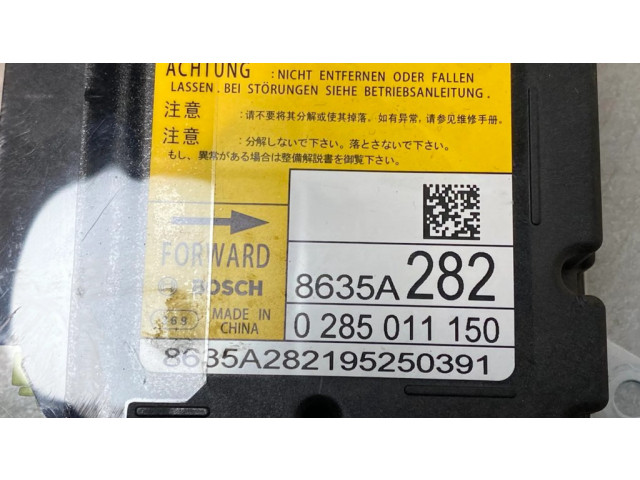 ACHTUNG : NICHT ENTFERNEN ODER FALLEN
LASSEN. BEI STÖRUNGEN SIEHE BETRIEBSANLEITUNG.
注意 : 请不要将其分解或使其掉落。如有异常，请参见维修手册。
注意 : 分解しないで下さい。落とさないで下さい。
もし、異常がある場合は整備解説書を御覧下さい。
FORWARD
BOSCH
8635A282
MADE IN
CHINA
0 285 011 150
8635A282195250391